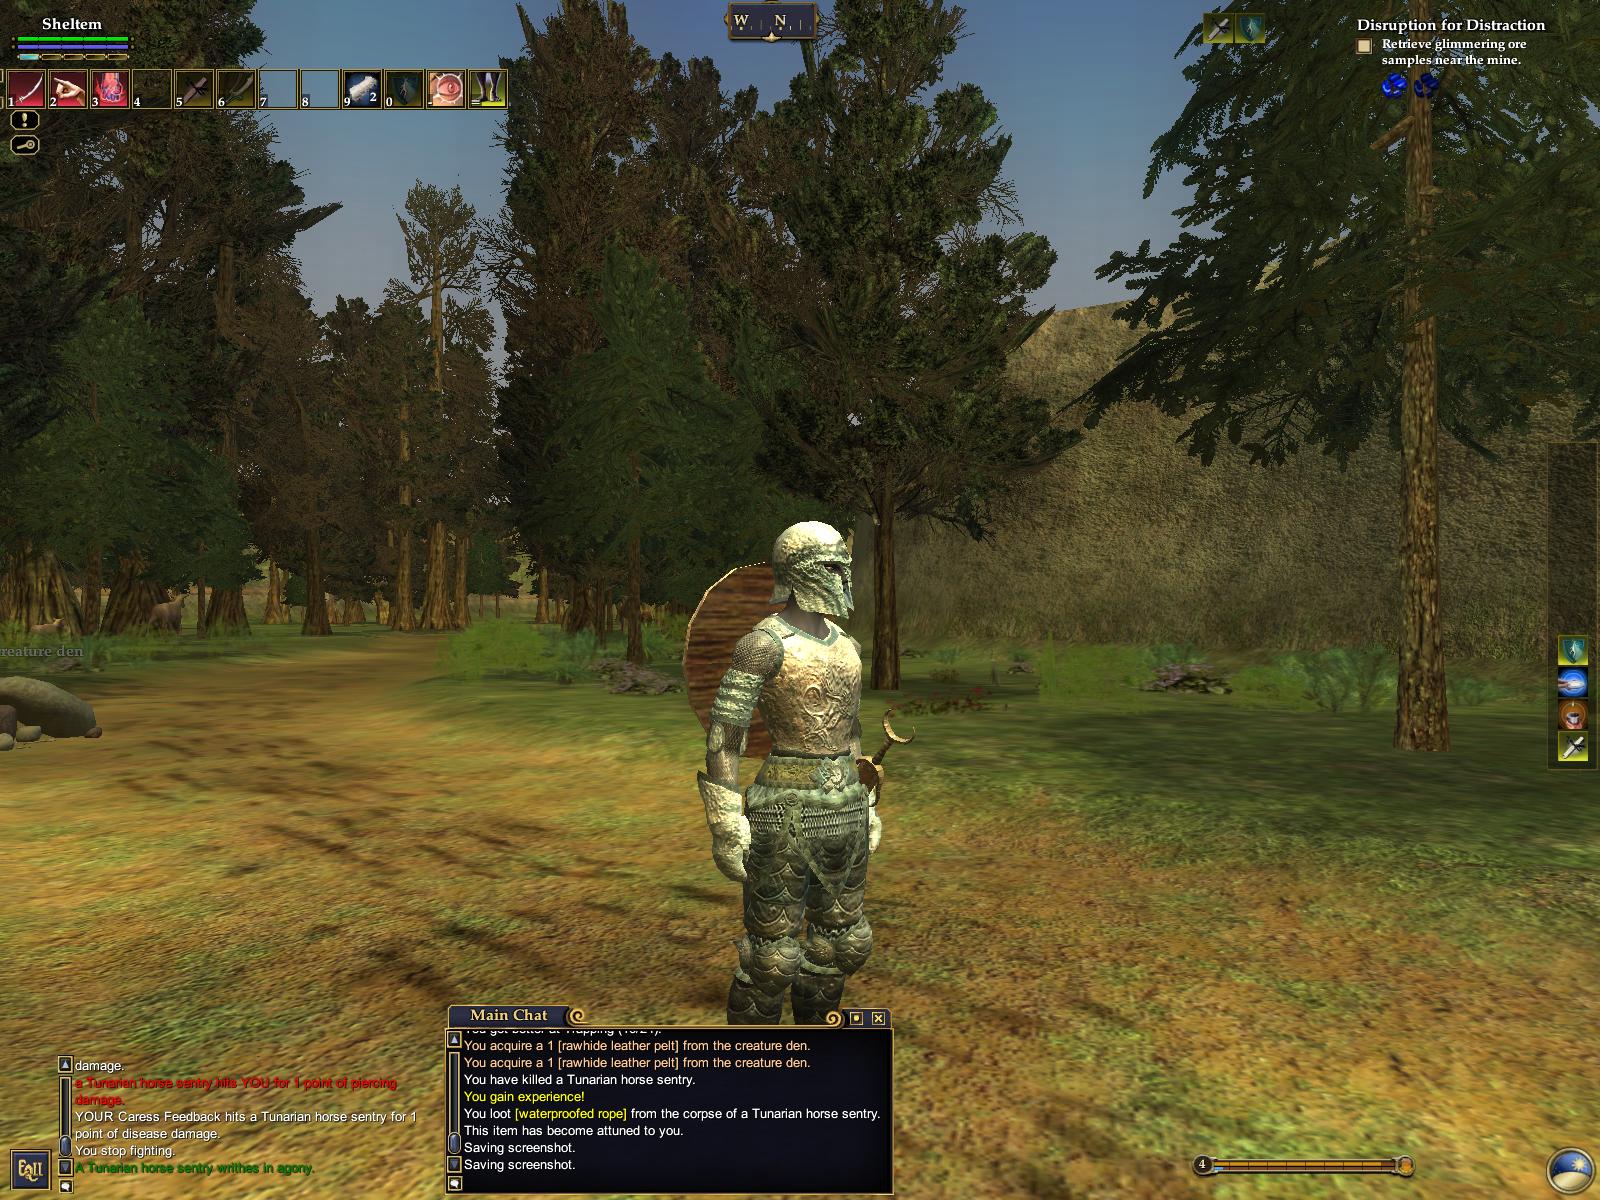 Sheltem
W N
Disruption for Distraction
Retrieve glimmering ore
samples near the mine.
1 2 3 4 5 6 7 8 9 2 0 - =
reature den
Main Chat
You acquire a 1 [rawhide leather pelt] from the creature den.
You acquire a 1 [rawhide leather pelt] from the creature den.
You have killed a Tunarian horse sentry.
You gain experience!
You loot [waterproofed rope] from the corpse of a Tunarian horse sentry.
This item has become attuned to you.
Saving screenshot.
Saving screenshot.
damage.
a Tunarian horse sentry hits YOU for 1 point of piercing
damage.
YOUR Caress Feedback hits a Tunarian horse sentry for 1
point of disease damage.
You stop fighting.
A Tunarian horse sentry writhes in agony.
EQII
4